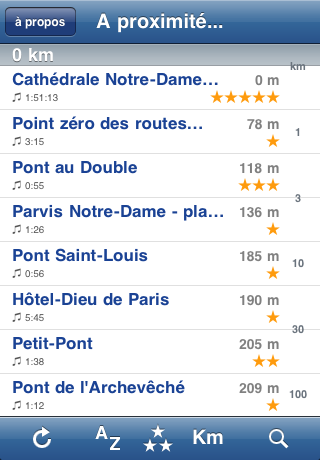 à propos
A proximité...
0 km
km
Cathédrale Notre-Dame... 0 m
1:51:13
Point zéro des routes... 78 m
3:15
1
Pont au Double 118 m
0:55
3
Parvis Notre-Dame - pla... 136 m
1:26
Pont Saint-Louis 185 m
0:56
10
Hôtel-Dieu de Paris 190 m
5:45
30
Petit-Pont 205 m
1:38
Pont de l'Archevêché 209 m
1:12
100
A Z
Km